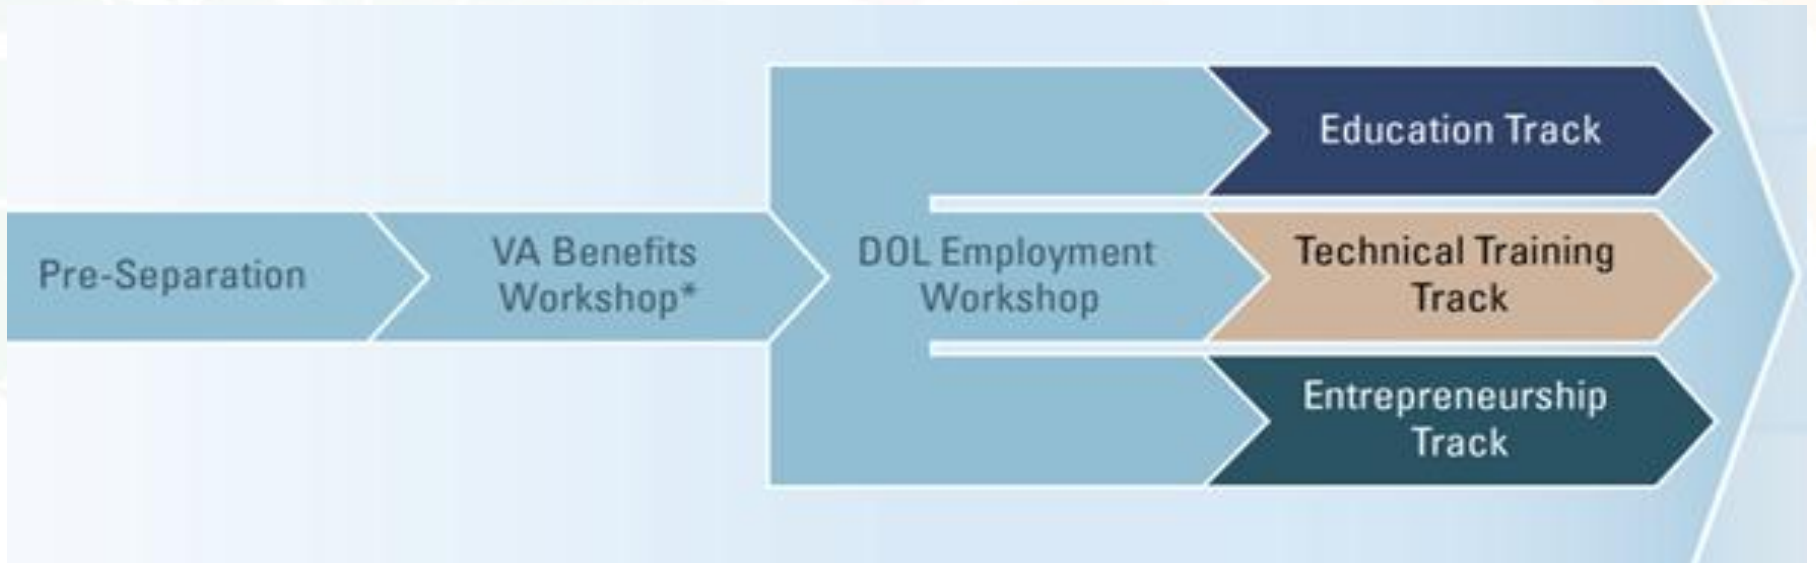 Pre-Separation
VA Benefits
Workshop*
DOL Employment
Workshop
Education Track
Technical Training
Track
Entrepreneurship
Track